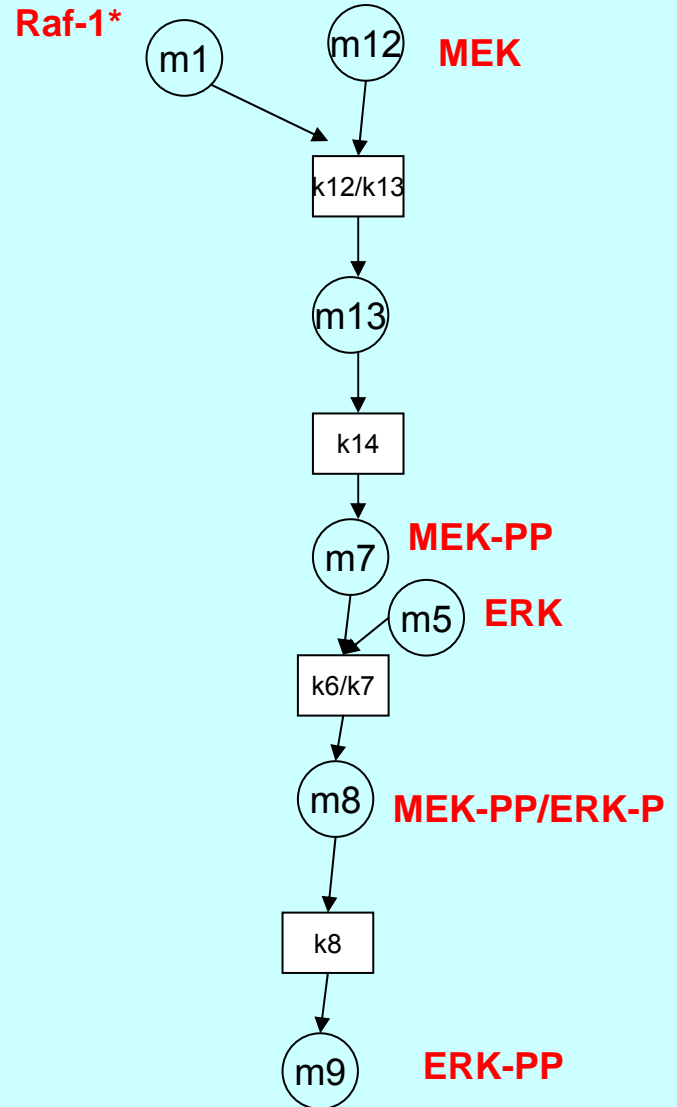 Raf-1*
m1
m12
MEK
k12/k13
m13
k14
MEK-PP
m7
m5
ERK
k6/k7
m8
MEK-PP/ERK-P
k8
m9
ERK-PP